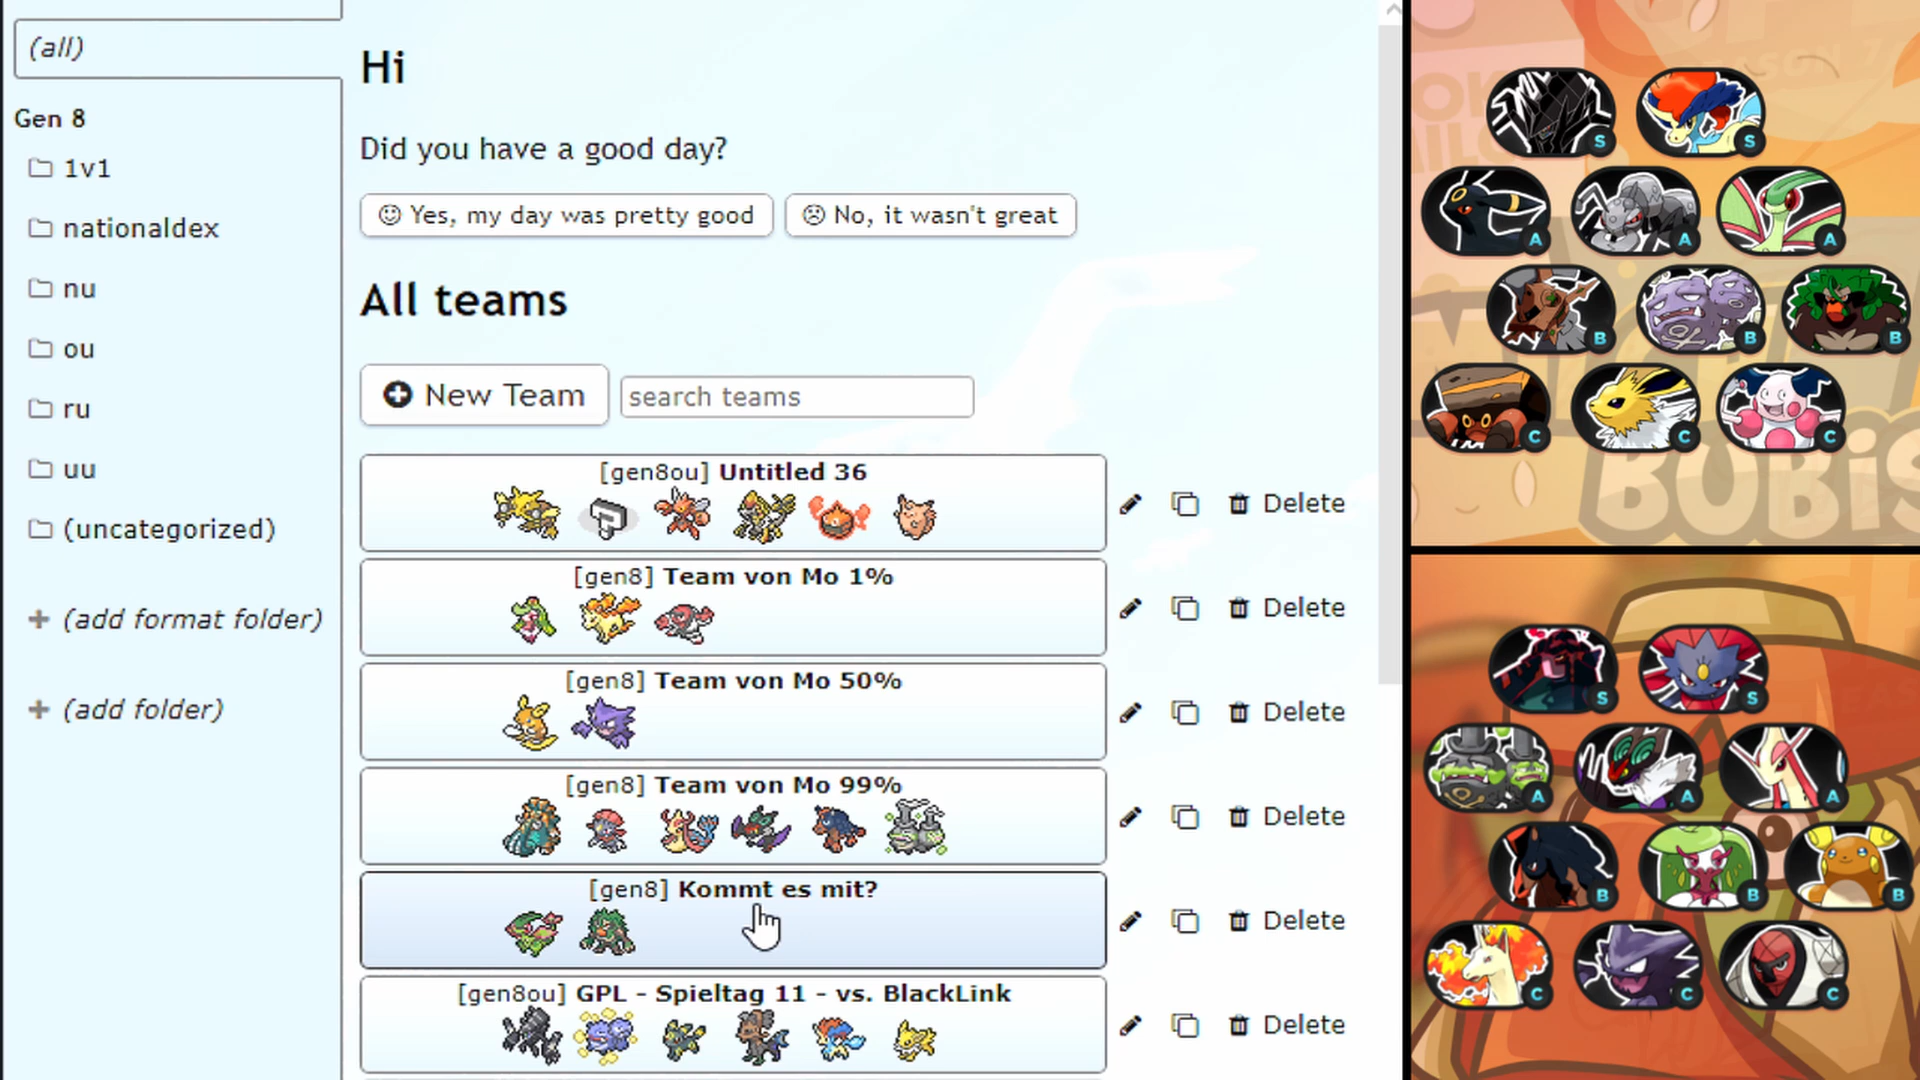 (all)
Gen 8
1v1
nationaldex
nu
ou
ru
uu
(uncategorized)
+ (add format folder)
+ (add folder)
Hi
Did you have a good day?
Yes, my day was pretty good
No, it wasn't great
All teams
New Team
search teams
[gen8ou] Untitled 36
Delete
[gen8] Team von Mo 1%
Delete
[gen8] Team von Mo 50%
Delete
[gen8] Team von Mo 99%
Delete
[gen8] Kommt es mit?
Delete
[gen8ou] GPL - Spieltag 11 - vs. BlackLink
Delete
S S
A A A
B B B
C C C
S S
A A A
B B B
C C C